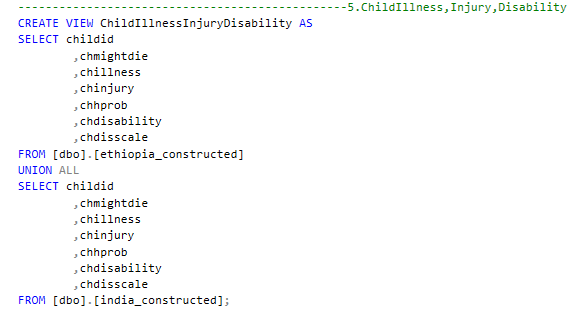 ------------------------------------------------5.ChildIllness,Injury,Disability
CREATE VIEW ChildIllnessInjuryDisability AS
SELECT childid
,chmightdie
,chillness
,chinjury
,chhprob
,chdisability
,chdisscale
FROM [dbo].[ethiopia_constructed]
UNION ALL
SELECT childid
,chmightdie
,chillness
,chinjury
,chhprob
,chdisability
,chdisscale
FROM [dbo].[india_constructed];